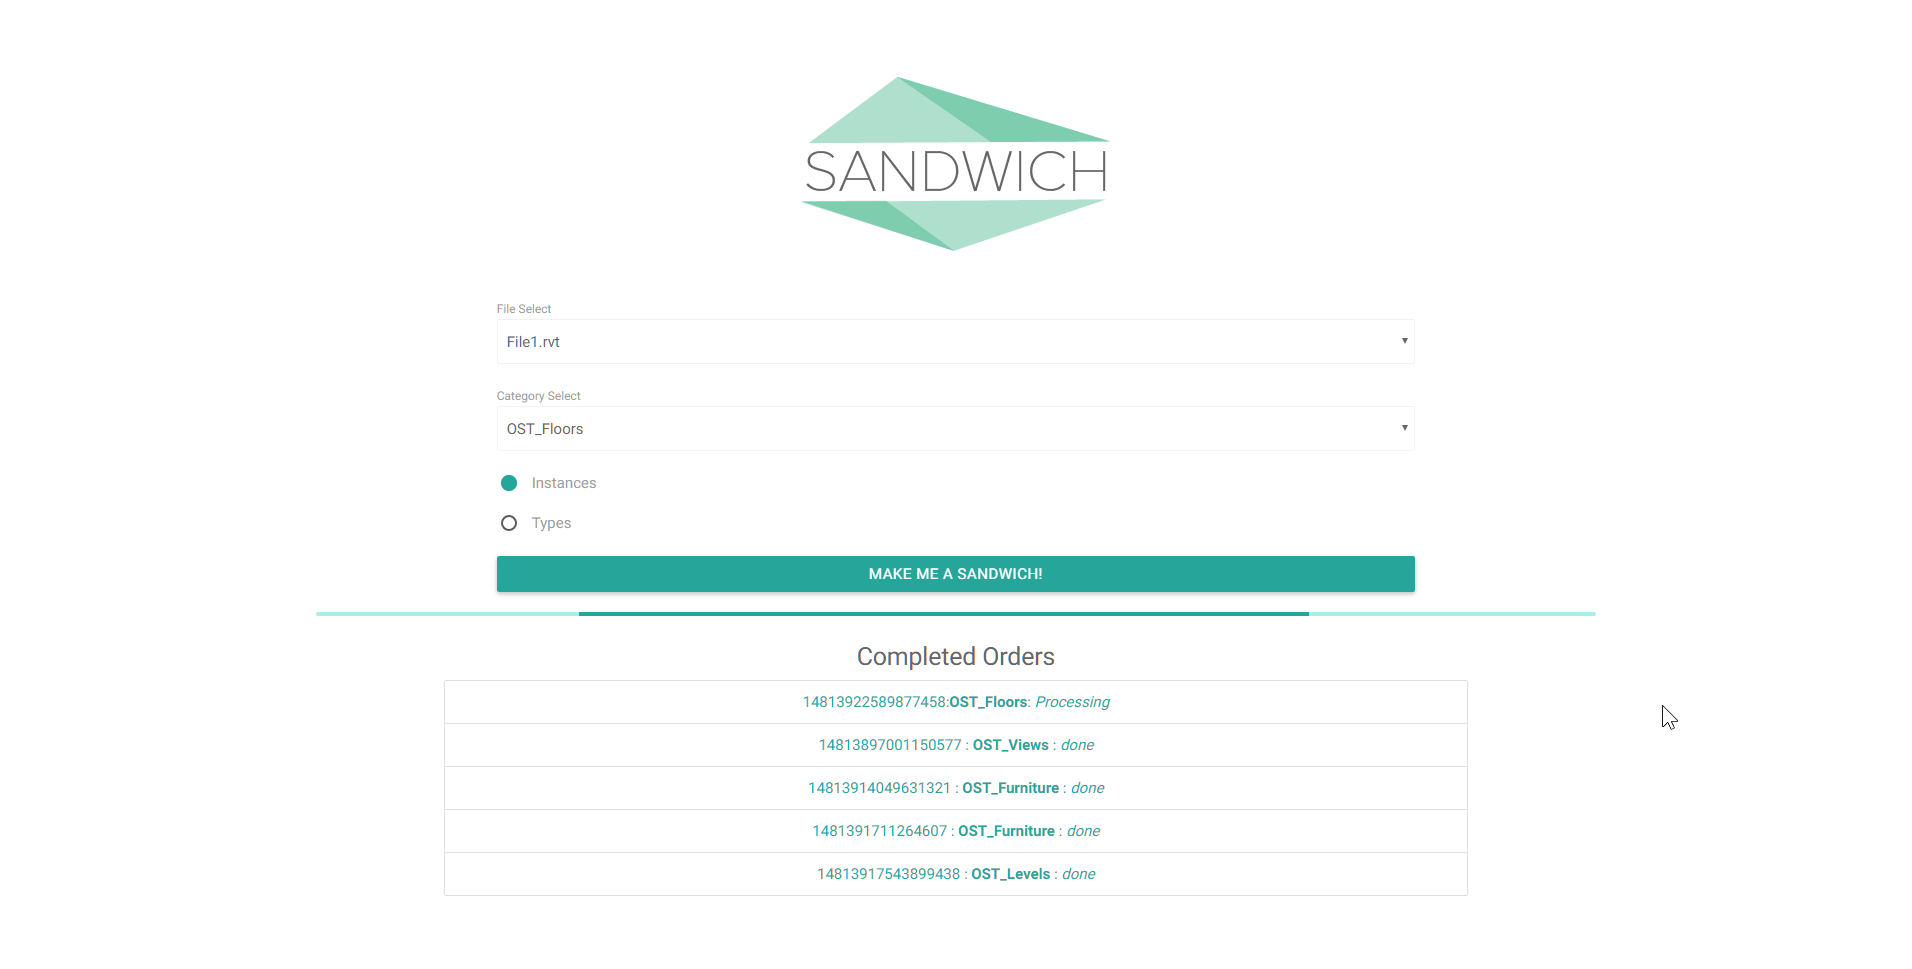 SANDWICH
File Select
File1.rvt
Category Select
OST_Floors
Instances
Types
MAKE ME A SANDWICH!
Completed Orders
14813922589877458:OST_Floors: Processing
14813897001150577 : OST_Views : done
14813914049631321 : OST_Furniture : done
1481391711264607 : OST_Furniture : done
14813917543899438 : OST_Levels : done